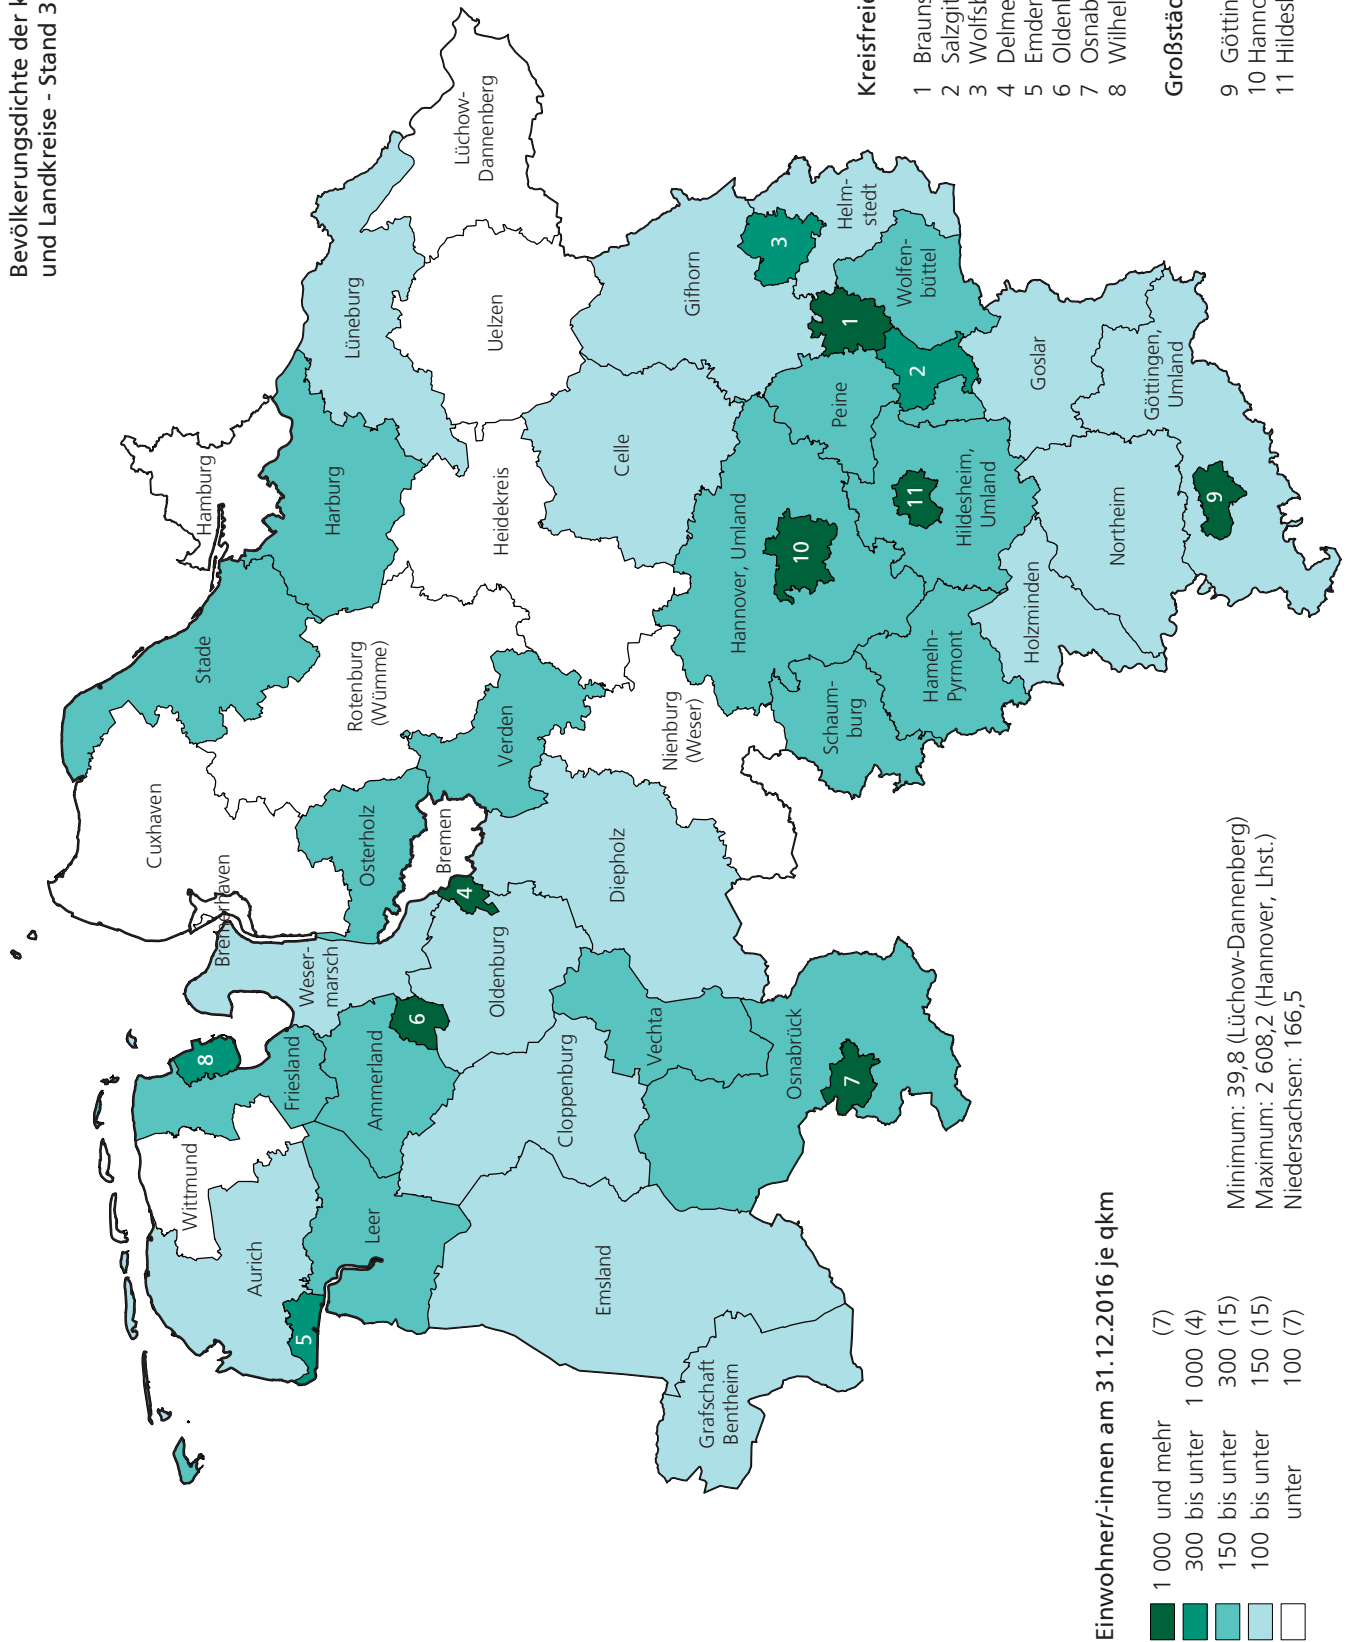 Bevölkerungsdichte der
und Landkreise - Stand 3
Hamburg
Stade
Harburg
Lüneburg
Lüchow-
Dannenberg
Cuxhaven
Bremerhaven
Rotenburg
(Wümme)
Heidekreis
Uelzen
Osterholz
Verden
Bremen
Weser-
marsch
8
Friesland
Wittmund
Aurich
5
Leer
Ammerland
6
4
Oldenburg
Diepholz
Nienburg
(Weser)
Celle
Gifhorn
3
Helm-
stedt
Cloppenburg
Vechta
Emsland
Grafschaft
Bentheim
Osnabrück
7
Schaum-
burg
Hannover, Umland
10
Peine
1
2
Wolfen-
büttel
Hameln-
Pyrmont
11
Hildesheim,
Umland
Holzminden
Northeim
Goslar
Göttingen,
Umland
9
Kreisfreie
1 Brauns
2 Salzgit
3 Wolfsb
4 Delme
5 Emden
6 Oldenb
7 Osnab
8 Wilhel
Großstäd
9 Göttin
10 Hanno
11 Hildes
Einwohner/-innen am 31.12.2016 je qkm
1 000 und mehr (7)
300 bis unter 1 000 (4)
150 bis unter 300 (15)
100 bis unter 150 (15)
unter 100 (7)
Minimum: 39,8 (Lüchow-Dannenberg)
Maximum: 2 608,2 (Hannover, Lhst.)
Niedersachsen: 166,5